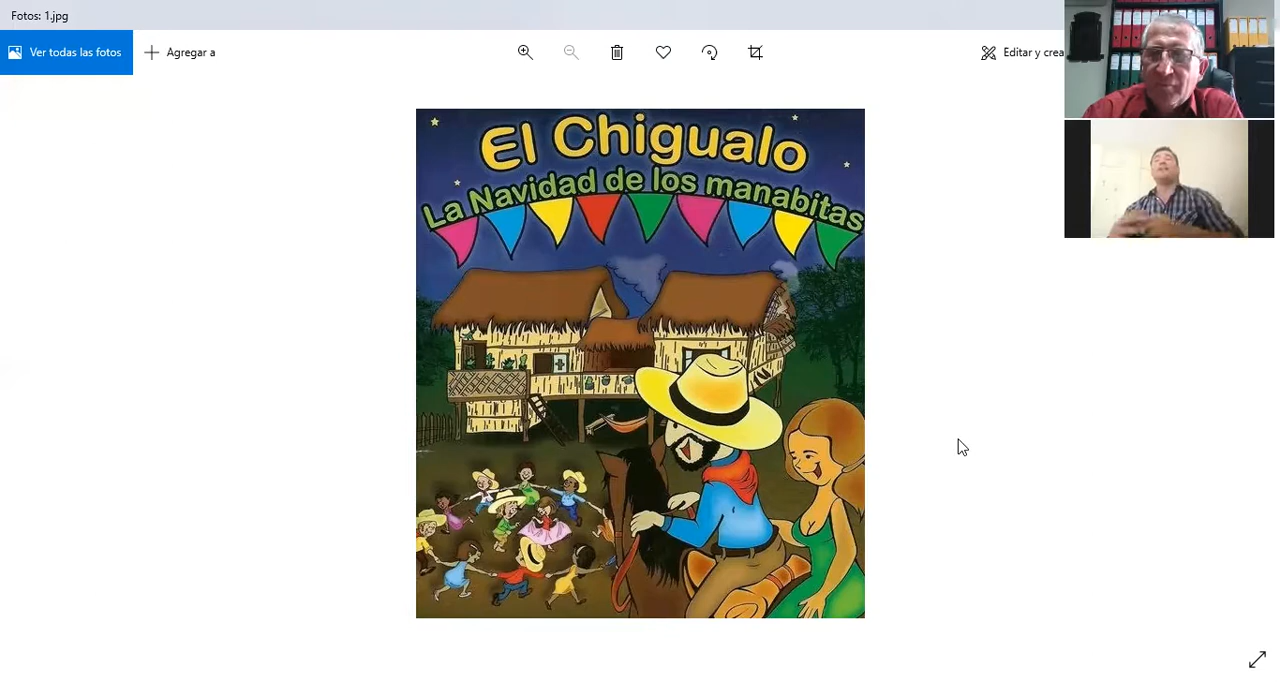 Fotos: 1.jpg
Ver todas las fotos
Agregar a
Editar y crea
El Chigualo
La Navidad de los manabitas